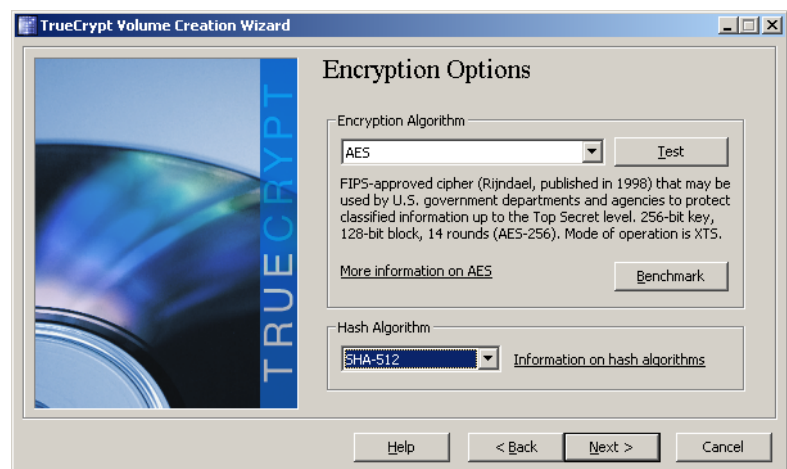 TrueCrypt Volume Creation Wizard
TRUECRYPT
Encryption Options
Encryption Algorithm
AES
Test
FIPS-approved cipher (Rijndael, published in 1998) that may be
used by U.S. government departments and agencies to protect
classified information up to the Top Secret level. 256-bit key,
128-bit block, 14 rounds (AES-256). Mode of operation is XTS.
More information on AES
Benchmark
Hash Algorithm
SHA-512
Information on hash algorithms
Help
< Back
Next >
Cancel